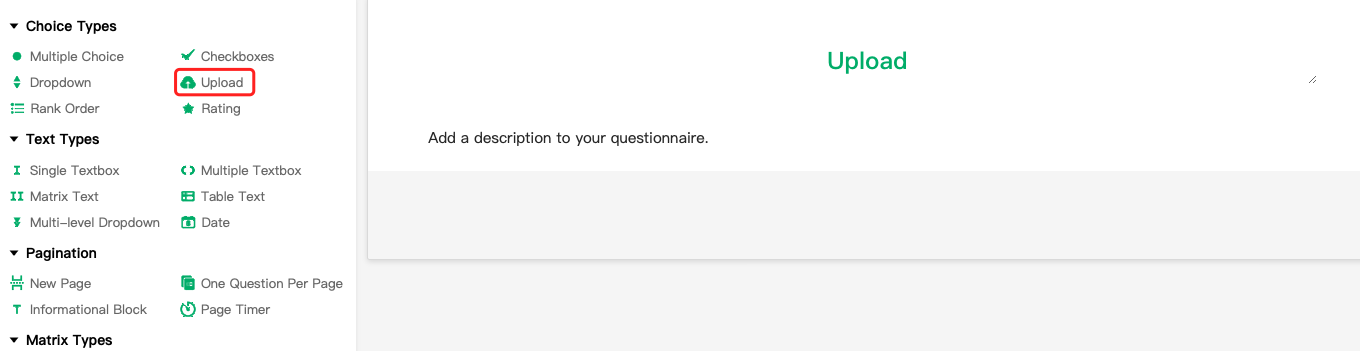 Choice Types
Multiple Choice
Checkboxes
Dropdown
Upload
Rank Order
Rating
Text Types
Single Textbox
Multiple Textbox
Matrix Text
Table Text
Multi-level Dropdown
Date
Pagination
New Page
One Question Per Page
Informational Block
Page Timer
Matrix Types
Upload
Add a description to your questionnaire.